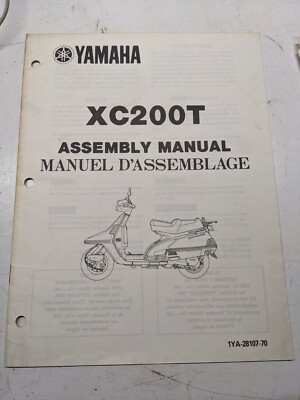 YAMAHA
XC200T
ASSEMBLY MANUAL
MANUEL D'ASSEMBLAGE
1YA-28107-70